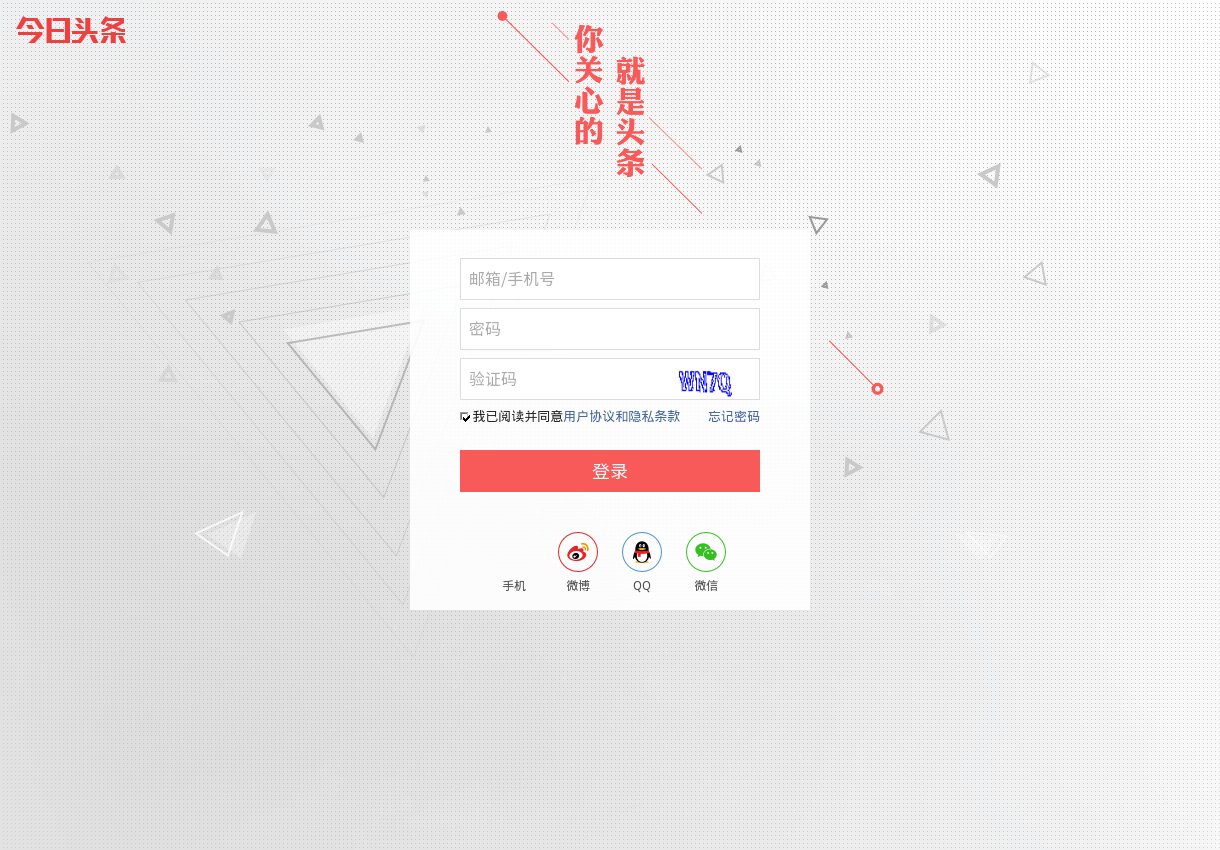 今日头条
你关心的
就是头条
邮箱/手机号
密码
验证码 WN7Q
我已阅读并同意用户协议和隐私条款 忘记密码
登录
手机 微博 QQ 微信